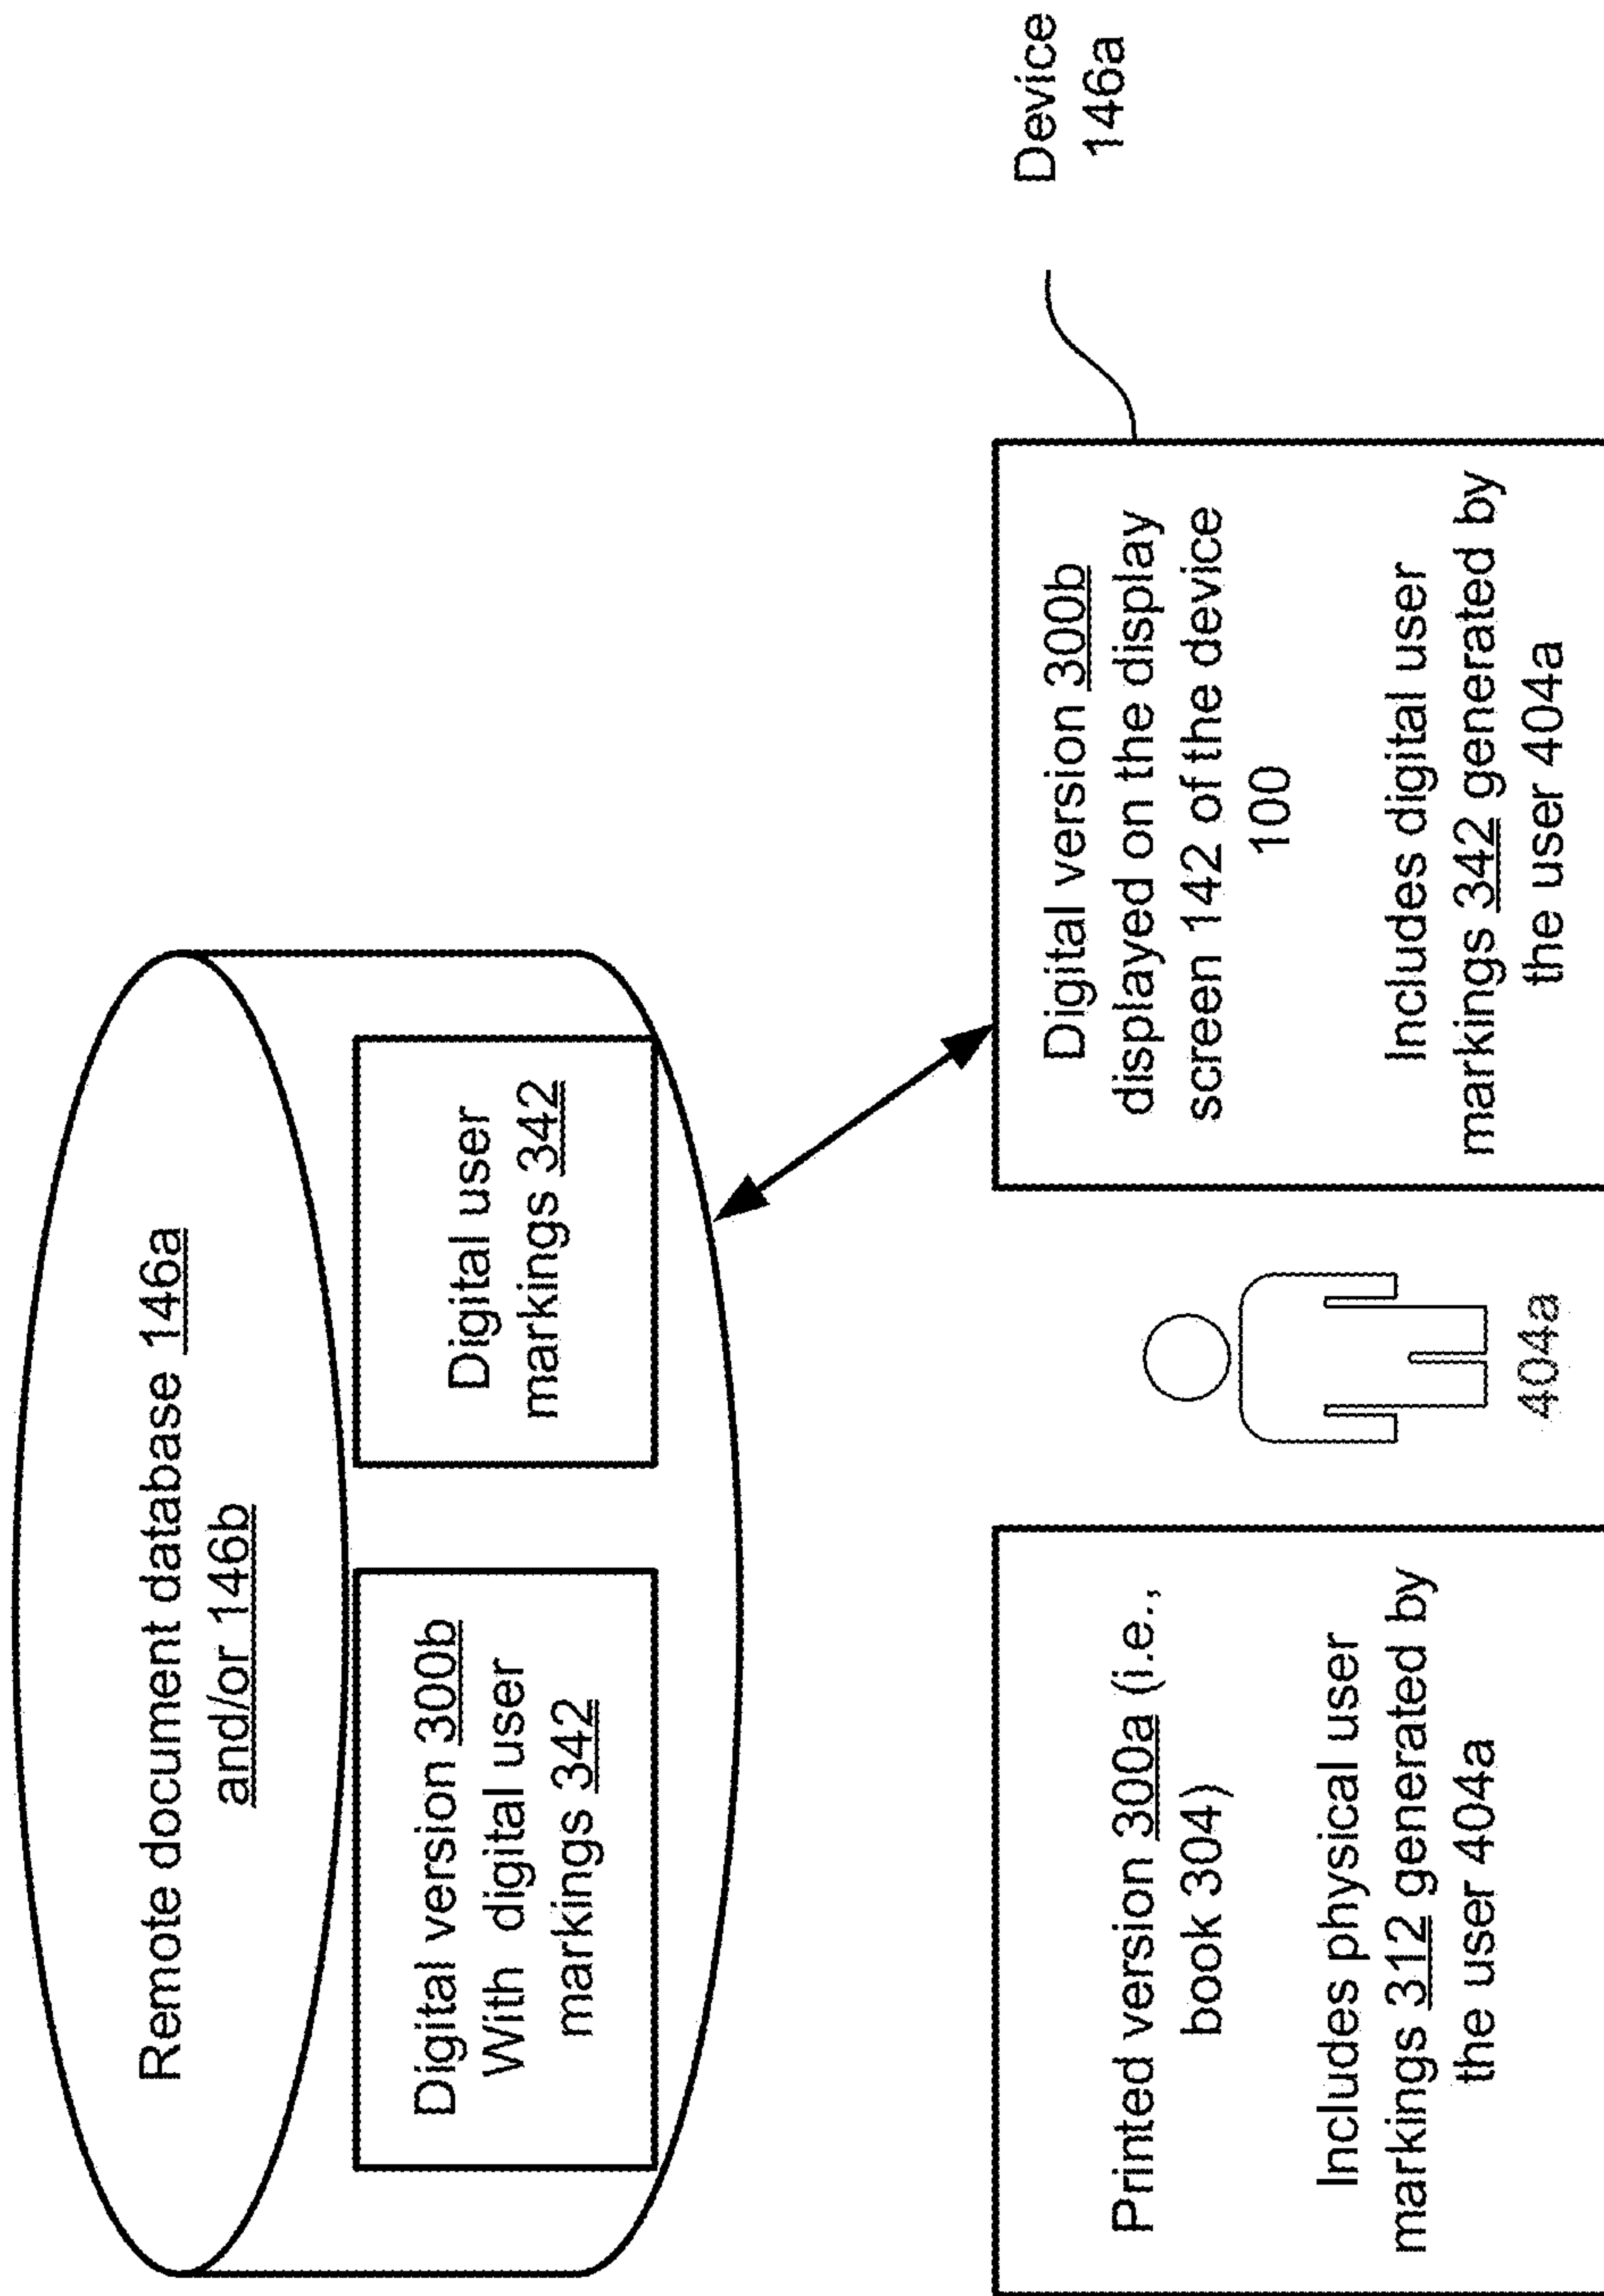 Remote document database 146a
and/or 146b
Digital version 300b
With  digital user
markings 342
Digital user
markings 342
Printed version 300a (i.e.,
book 304)
Includes physical user
markings 312 generated by
the user 404a
404a
Digital version 300b
displayed on the display
screen 142 of the device
100
Includes digital user
markings 342 generated by
the user 404a
Device
146a